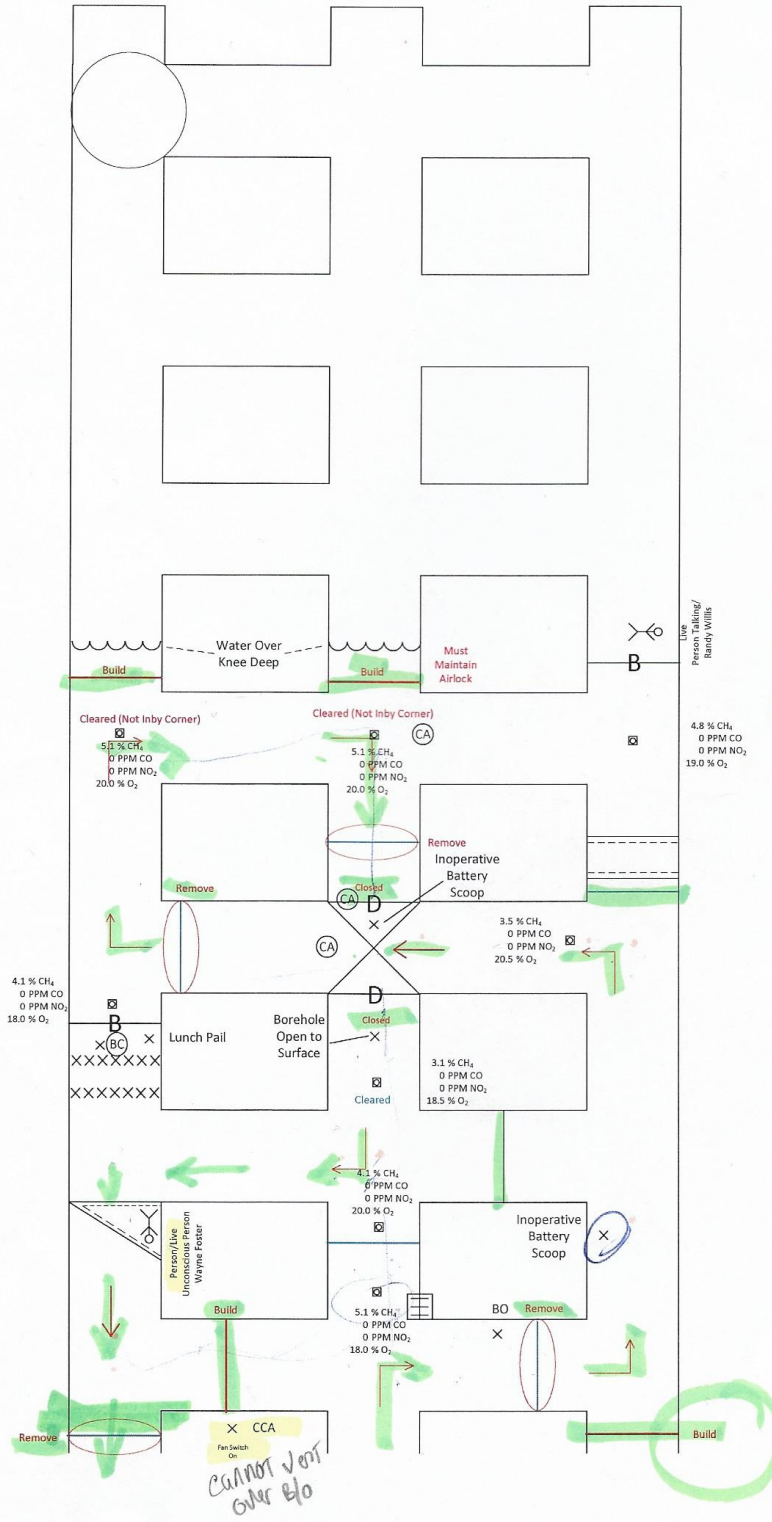 Water Over
Knee Deep
Build
Build
Must
Maintain
Airlock
B
Live
Person Talking/
Randy Willis
Cleared (Not Inby Corner)
5.1 % CH₄
0 PPM CO
0 PPM NO₂
20.0 % O₂
Cleared (Not Inby Corner)
CA
5.1 % CH₄
0 PPM CO
0 PPM NO₂
20.0 % O₂
4.8 % CH₄
0 PPM CO
0 PPM NO₂
19.0 % O₂
Remove
Inoperative
Battery
Scoop
Remove
Closed
CA
D
X
CA
3.5 % CH₄
0 PPM CO
0 PPM NO₂
20.5 % O₂
4.1 % CH₄
0 PPM CO
0 PPM NO₂
18.0 % O₂
B
BC
X
X
Lunch Pail
XXXXXXX
XXXXXXX
D
Closed
Borehole
Open to
Surface
X
Cleared
3.1 % CH₄
0 PPM CO
0 PPM NO₂
18.5 % O₂
4.1 % CH₄
0 PPM CO
0 PPM NO₂
20.0 % O₂
Person/Live
Unconscious Person
Wayne Foster
Inoperative
Battery
Scoop
X
Build
5.1 % CH₄
0 PPM CO
0 PPM NO₂
18.0 % O₂
BO
X
Remove
Remove
X CCA
Fan Switch
On
Build
CANNOT VENT
OVER B/O